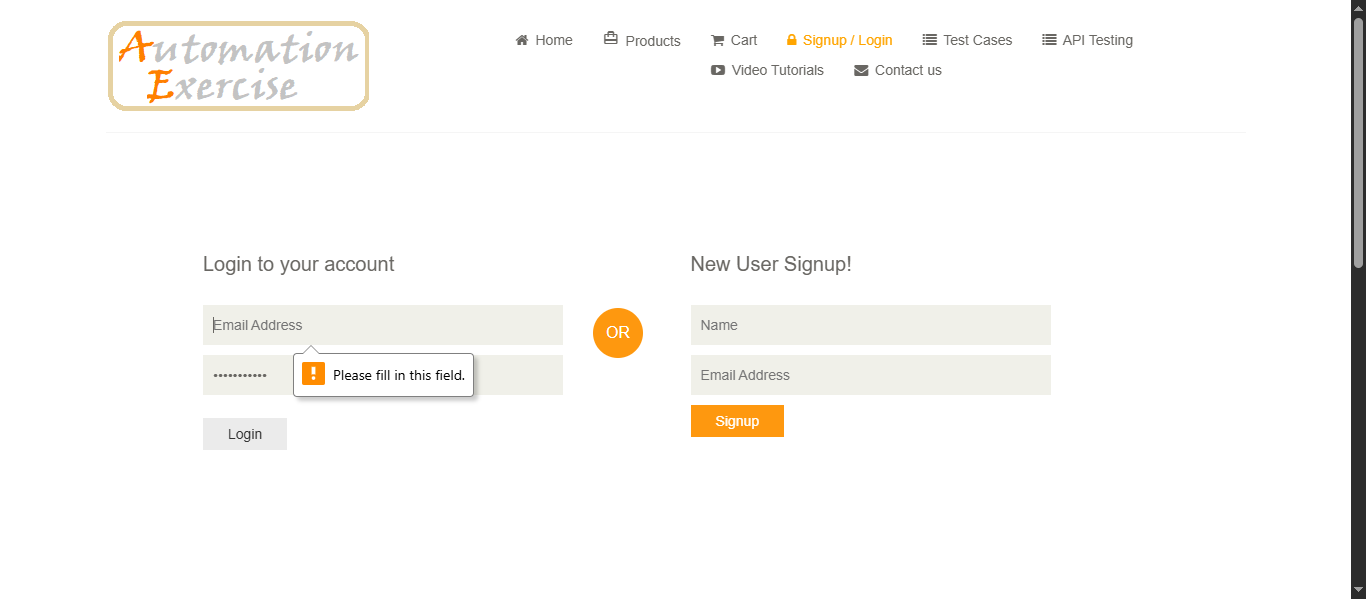 Automation
Exercise
Home Products Cart Signup / Login Test Cases API Testing
Video Tutorials Contact us
Login to your account
Email Address
•••••••••••
Please fill in this field.
Login
OR
New User Signup!
Name
Email Address
Signup